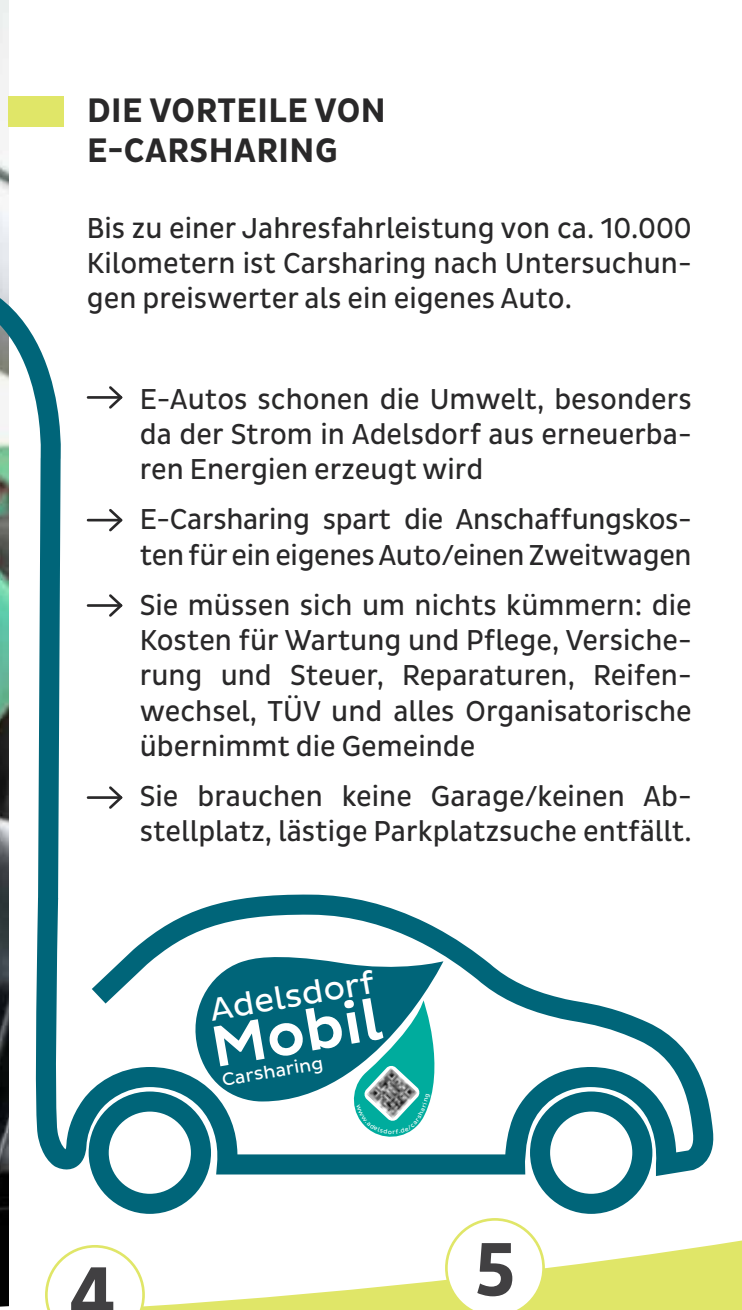 DIE VORTEILE VON
E-CARSHARING
Bis zu einer Jahresfahrleistung von ca. 10.000
Kilometern ist Carsharing nach Untersuchun-
gen preiswerter als ein eigenes Auto.
→ E-Autos schonen die Umwelt, besonders
da der Strom in Adelsdorf aus erneuerba-
ren Energien erzeugt wird
→ E-Carsharing spart die Anschaffungskos-
ten für ein eigenes Auto/einen Zweitwagen
→ Sie müssen sich um nichts kümmern: die
Kosten für Wartung und Pflege, Versiche-
rung und Steuer, Reparaturen, Reifen-
wechsel, TÜV und alles Organisatorische
übernimmt die Gemeinde
→ Sie brauchen keine Garage/keinen Ab-
stellplatz, lästige Parkplatzsuche entfällt.
Adelsdorf
Mobil
Carsharing
www.adelsdorf.de/carsharing
4
5